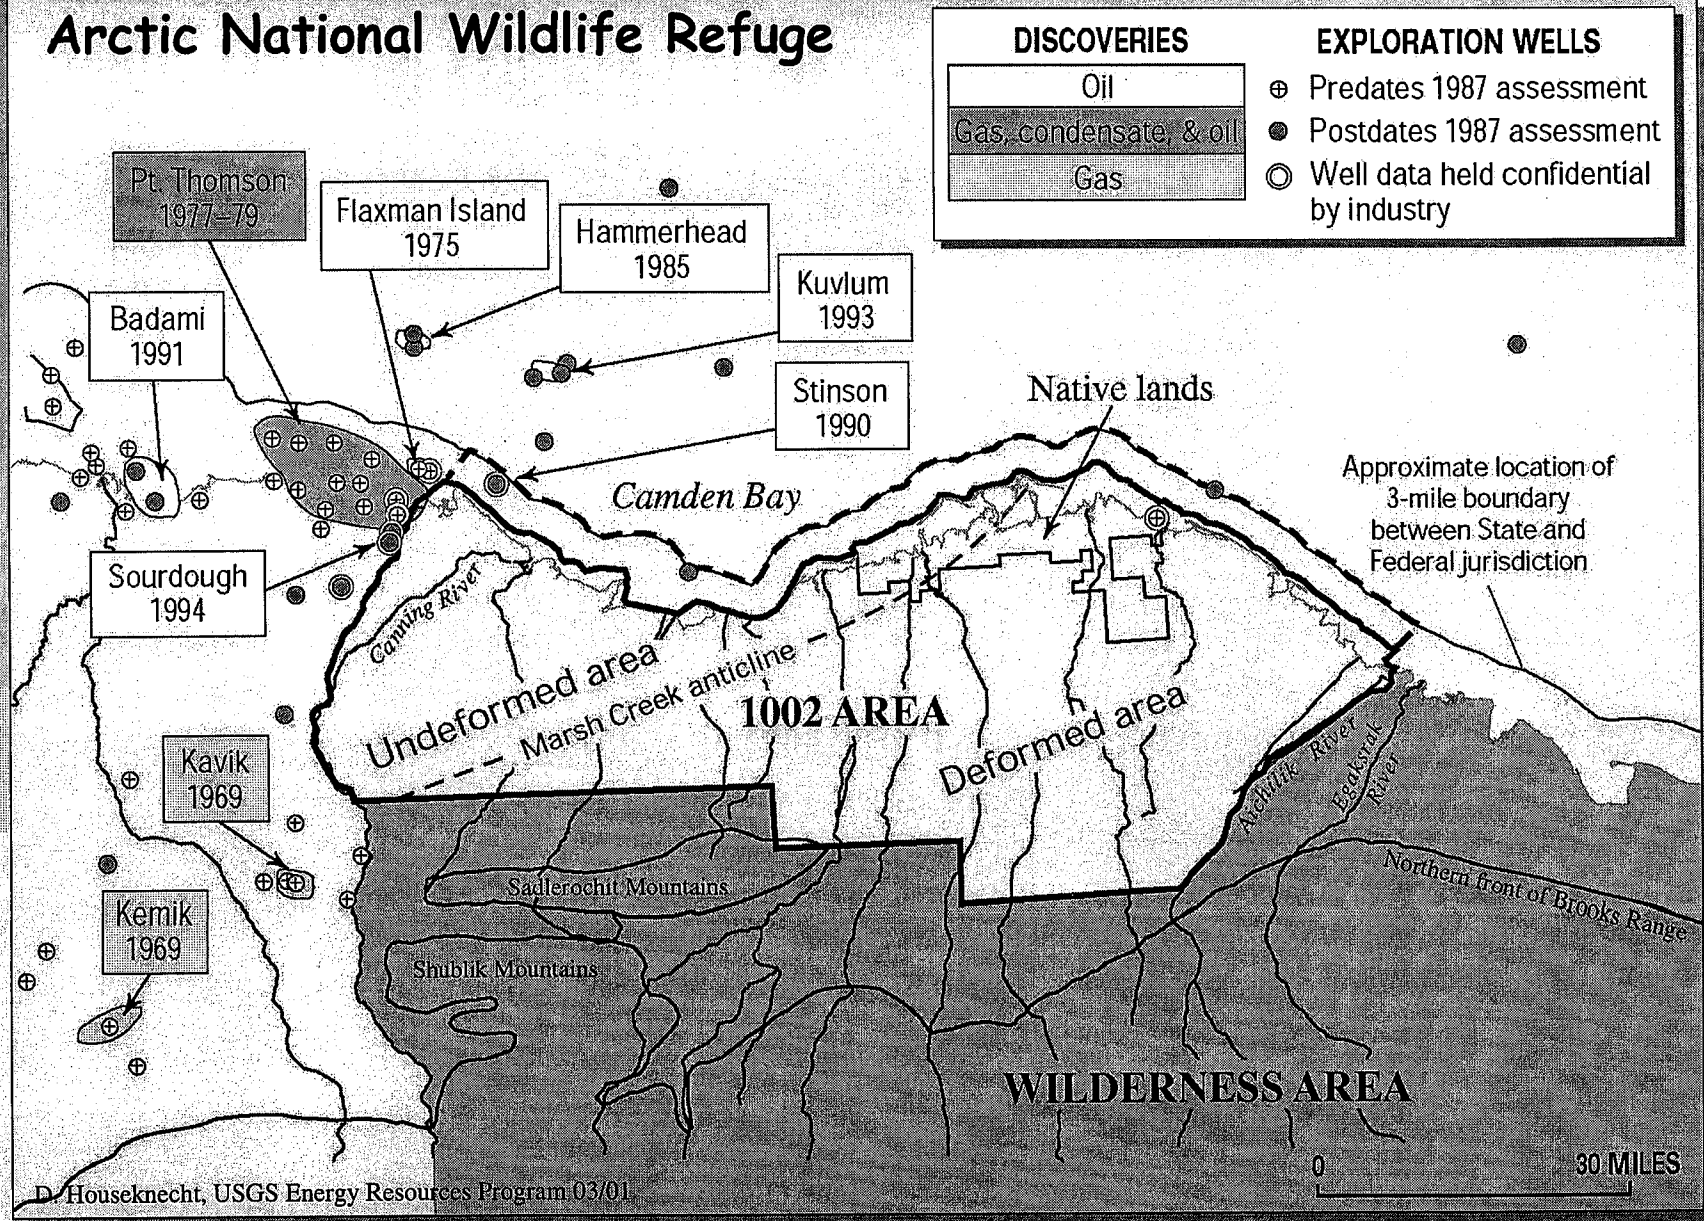 Arctic National Wildlife Refuge
DISCOVERIES
Oil
Gas, condensate, & oil
Gas
EXPLORATION WELLS
Predates 1987 assessment
Postdates 1987 assessment
Well data held confidential
by industry
Pt. Thomson
1977–79
Flaxman Island
1975
Hammerhead
1985
Kuvlum
1993
Badami
1991
Stinson
1990
Native lands
Camden Bay
Approximate location of
3-mile boundary
between State and
Federal jurisdiction
Sourdough
1994
Canning River
Undeformed area
Marsh Creek anticline
1002 AREA
Deformed area
Aichilik River
Egaksrak
River
Kavik
1969
Kemik
1969
Sadlerochit Mountains
Shublik Mountains
Northern front of Brooks Range
WILDERNESS AREA
0
30 MILES
D. Houseknecht, USGS Energy Resources Program 03/01